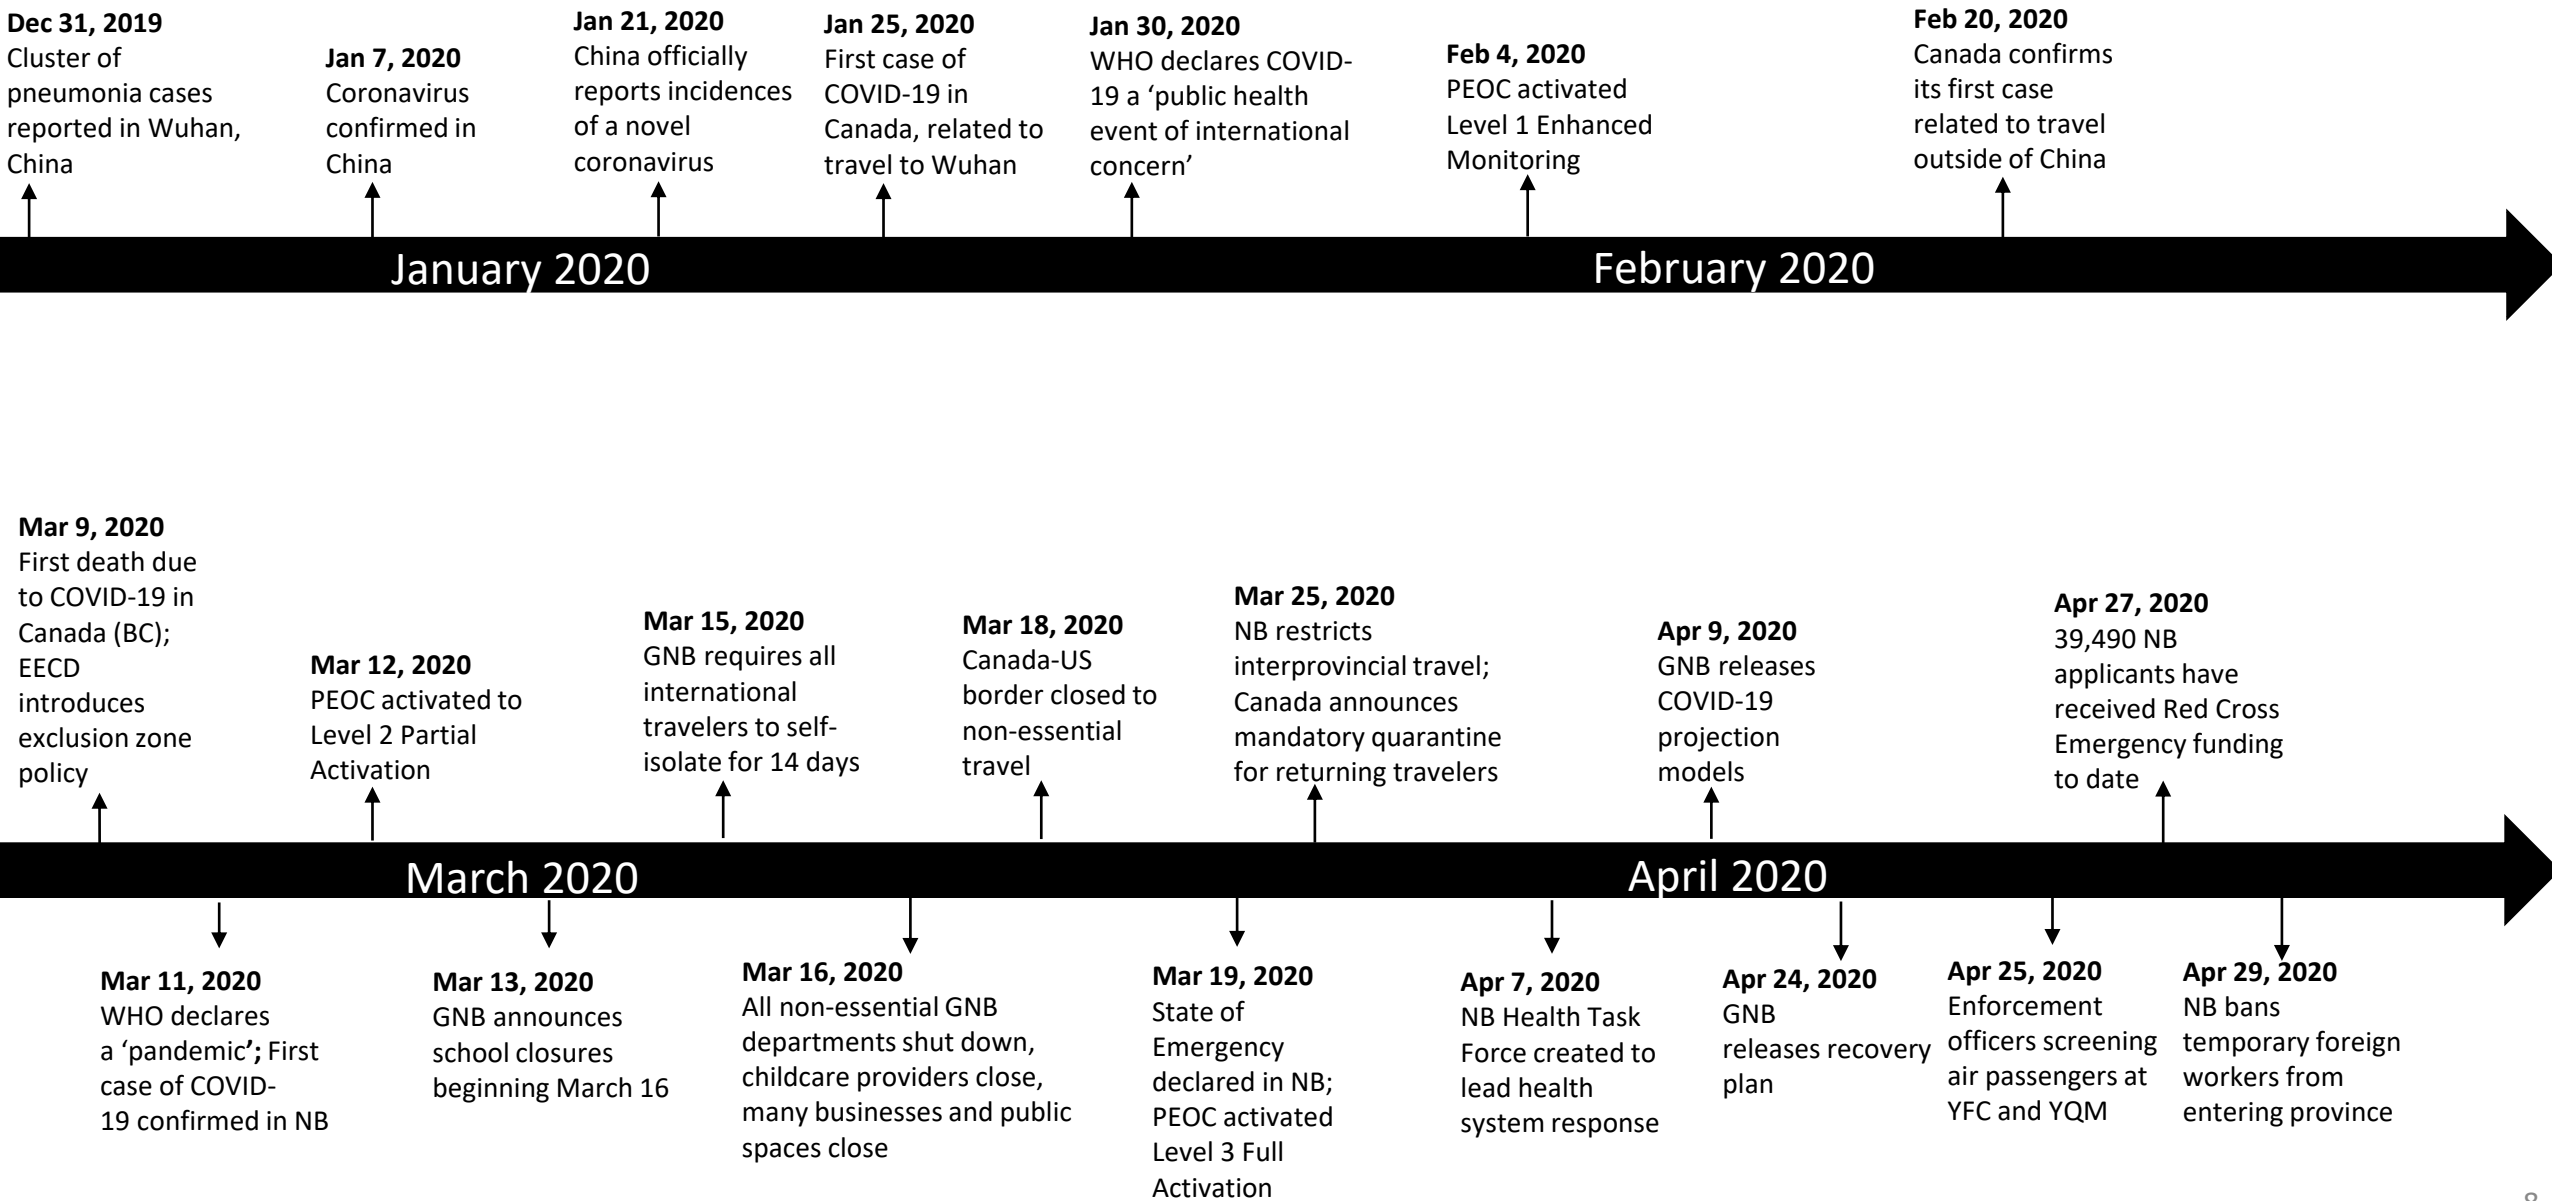 Dec 31, 2019
Cluster of
pneumonia cases
reported in Wuhan,
China
Jan 7, 2020
Coronavirus
confirmed in
China
Jan 21, 2020
China officially
reports incidences
of a novel
coronavirus
Jan 25, 2020
First case of
COVID-19 in
Canada, related to
travel to Wuhan
Jan 30, 2020
WHO declares COVID-
19 a ‘public health
event of international
concern’
Feb 4, 2020
PEOC activated
Level 1 Enhanced
Monitoring
Feb 20, 2020
Canada confirms
its first case
related to travel
outside of China
January 2020
February 2020
Mar 9, 2020
First death due
to COVID-19 in
Canada (BC);
EECD
introduces
exclusion zone
policy
Mar 12, 2020
PEOC activated to
Level 2 Partial
Activation
Mar 15, 2020
GNB requires all
international
travelers to self-
isolate for 14 days
Mar 18, 2020
Canada-US
border closed to
non-essential
travel
Mar 25, 2020
NB restricts
interprovincial travel;
Canada announces
mandatory quarantine
for returning travelers
Apr 9, 2020
GNB releases
COVID-19
projection
models
Apr 27, 2020
39,490 NB
applicants have
received Red Cross
Emergency funding
to date
March 2020
April 2020
Mar 11, 2020
WHO declares
a ‘pandemic’; First
case of COVID-
19 confirmed in NB
Mar 13, 2020
GNB announces
school closures
beginning March 16
Mar 16, 2020
All non-essential GNB
departments shut down,
childcare providers close,
many businesses and public
spaces close
Mar 19, 2020
State of
Emergency
declared in NB;
PEOC activated
Level 3 Full
Activation
Apr 7, 2020
NB Health Task
Force created to
lead health
system response
Apr 24, 2020
GNB
releases recovery
plan
Apr 25, 2020
Enforcement
officers screening
air passengers at
YFC and YQM
Apr 29, 2020
NB bans
temporary foreign
workers from
entering province